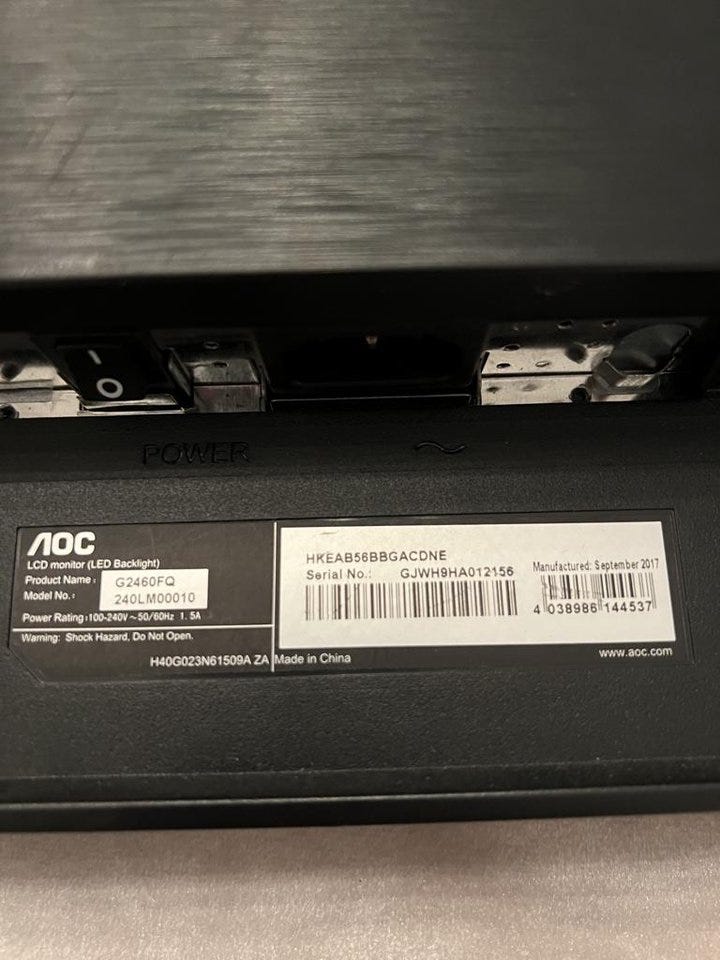 POWER
AOC
LCD monitor (LED Backlight)
Product Name : G2460FQ
Model No. : 240LM00010
Power Rating : 100-240V ~ 50/60Hz 1.5A
Warning: Shock Hazard, Do Not Open.
H40G023N61509A ZA Made in China
HKEAB56BBGACDNE
Serial No.: GJWH9HA012156
Manufactured: September 2017
4 038986 144537
www.aoc.com